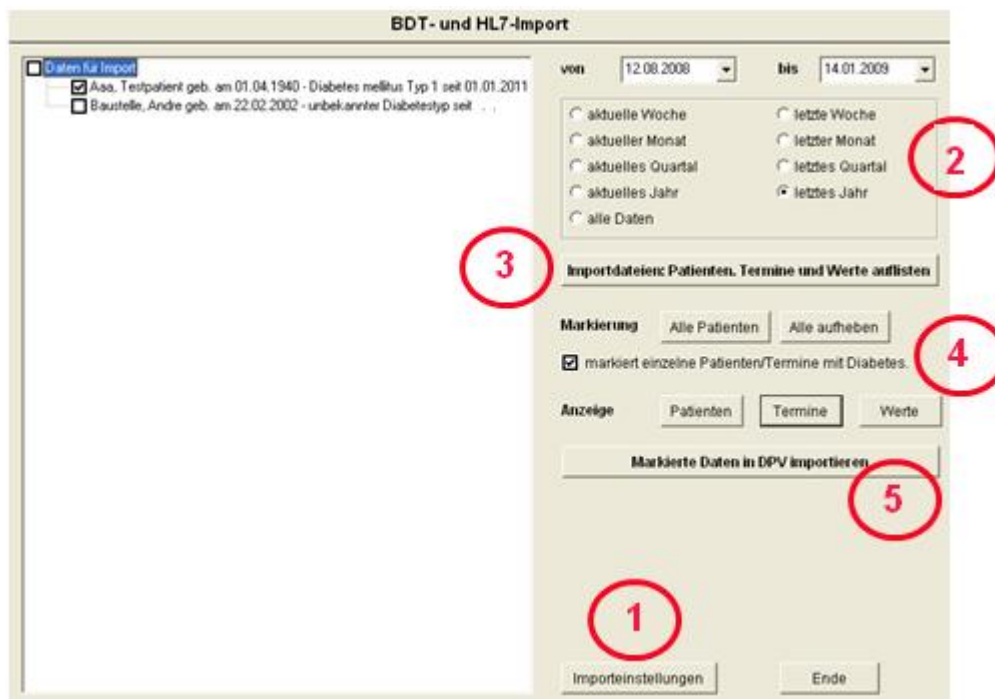 BDT- und HL7-Import
Daten für Import
Aaa, Testpatient geb. am 01.04.1940 - Diabetes mellitus Typ 1 seit 01.01.2011
Baustelle, Andre geb. am 22.02.2002 - unbekannter Diabetestyp seit . .
von 12.08.2008 bis 14.01.2009
aktuelle Woche letzte Woche
aktueller Monat letzter Monat
aktuelles Quartal letztes Quartal
aktuelles Jahr letztes Jahr
alle Daten
2
3
Importdateien: Patienten, Termine und Werte auflisten
Markierung Alle Patienten Alle aufheben
4
markiert einzelne Patienten/Termine mit Diabetes.
Anzeige Patienten Termine Werte
Markierte Daten in DPV importieren
5
1
Importeinstellungen Ende